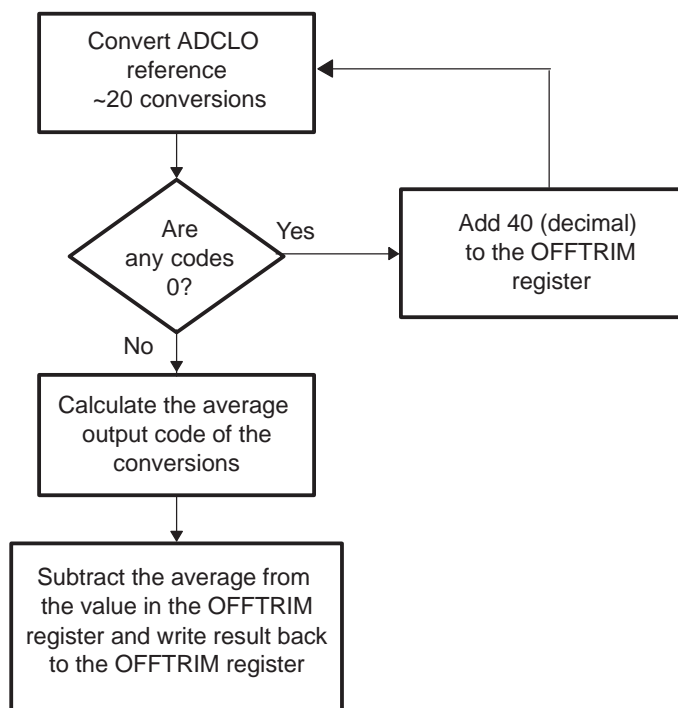 Convert ADCLO
reference
~20 conversions
Are
any codes
0?
Yes
Add 40 (decimal)
to the OFFTRIM
register
No
Calculate the average
output code of the
conversions
Subtract the average from
the value in the OFFTRIM
register and write result back
to the OFFTRIM register